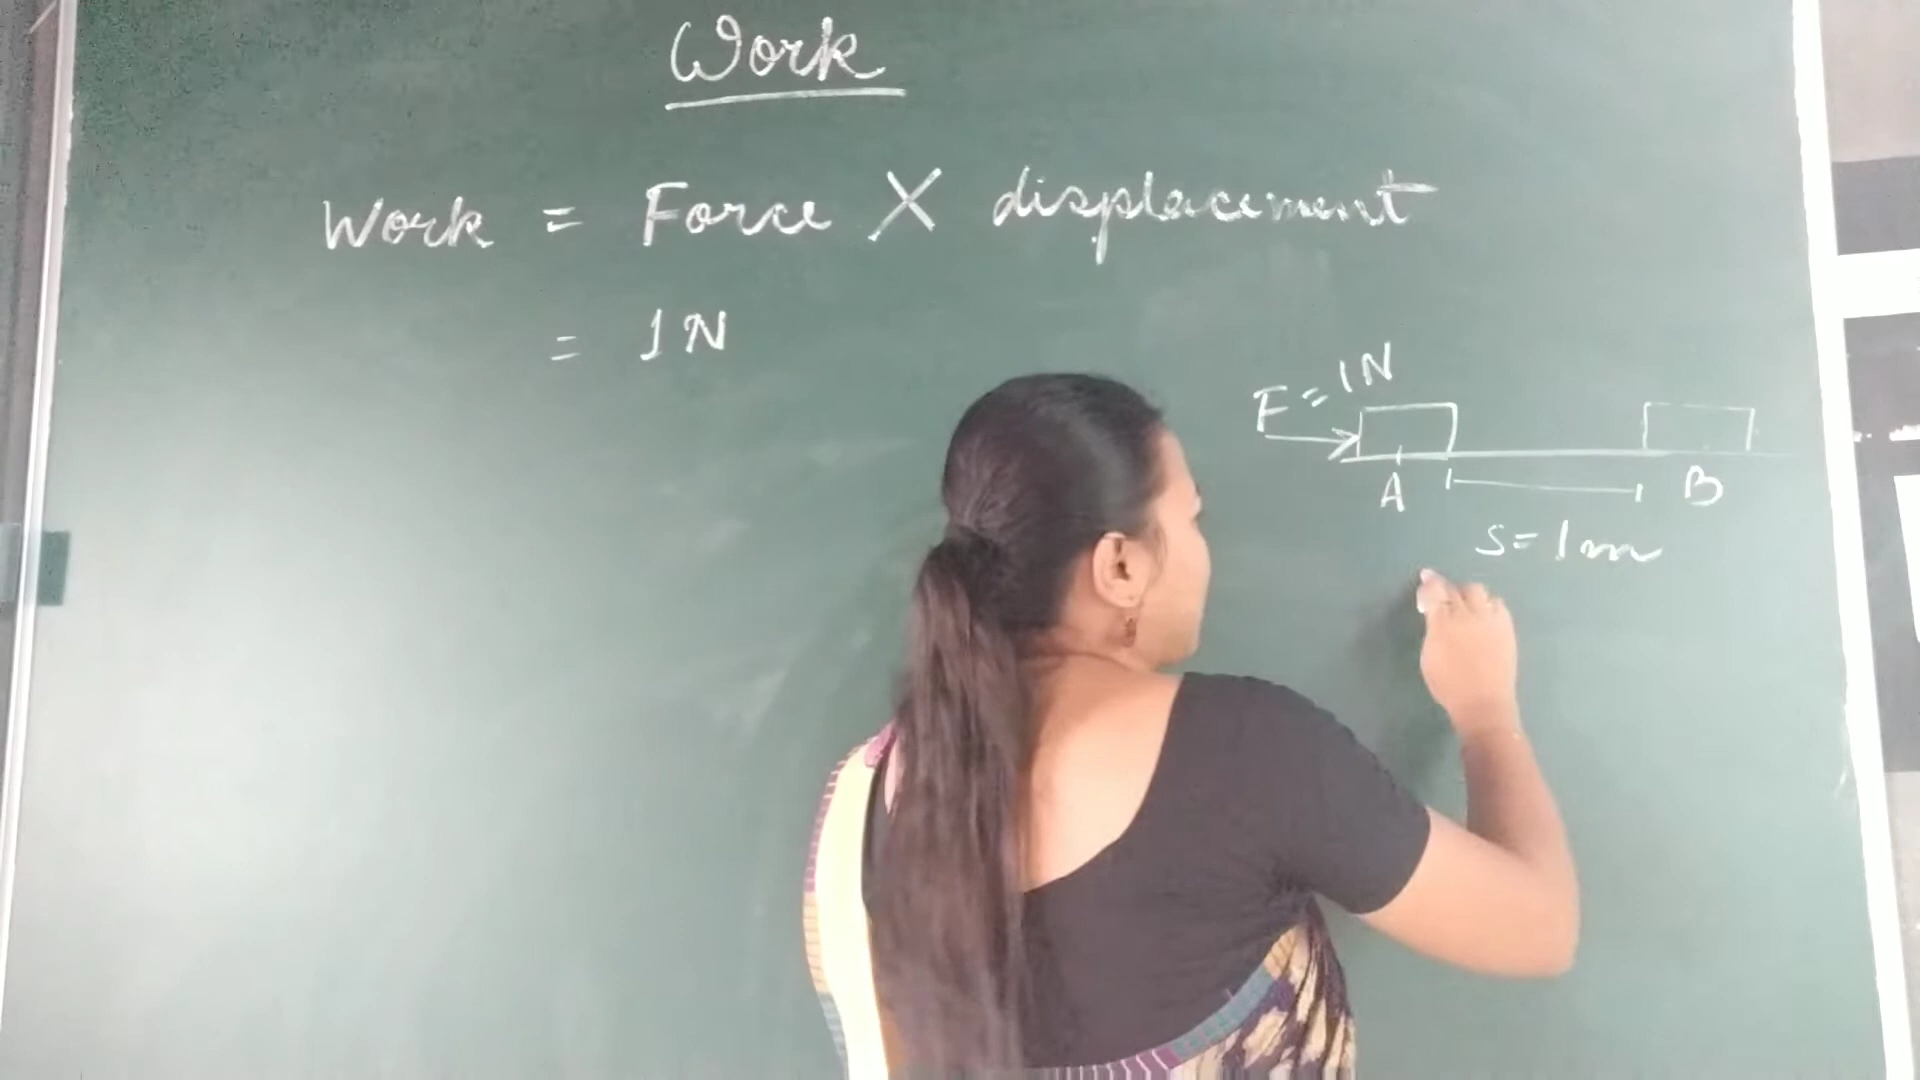 Work
Work = Force X displacement
= 1N
F = 1N
A
B
S = 1m